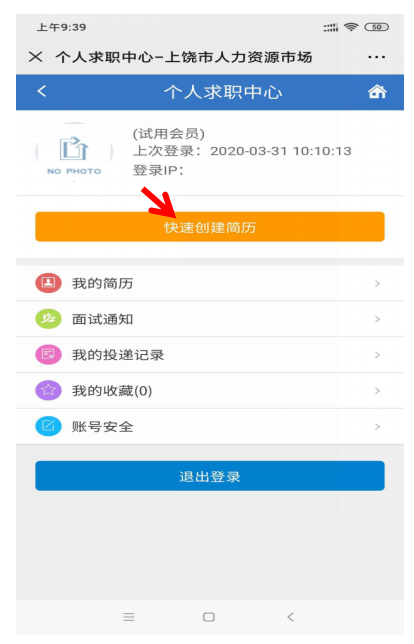 上午9:39
50
个人求职中心-上饶市人力资源市场
个人求职中心
(试用会员)
上次登录：2020-03-31 10:10:13
登录IP：
NO PHOTO
快速创建简历
我的简历
面试通知
我的投递记录
我的收藏(0)
账号安全
退出登录